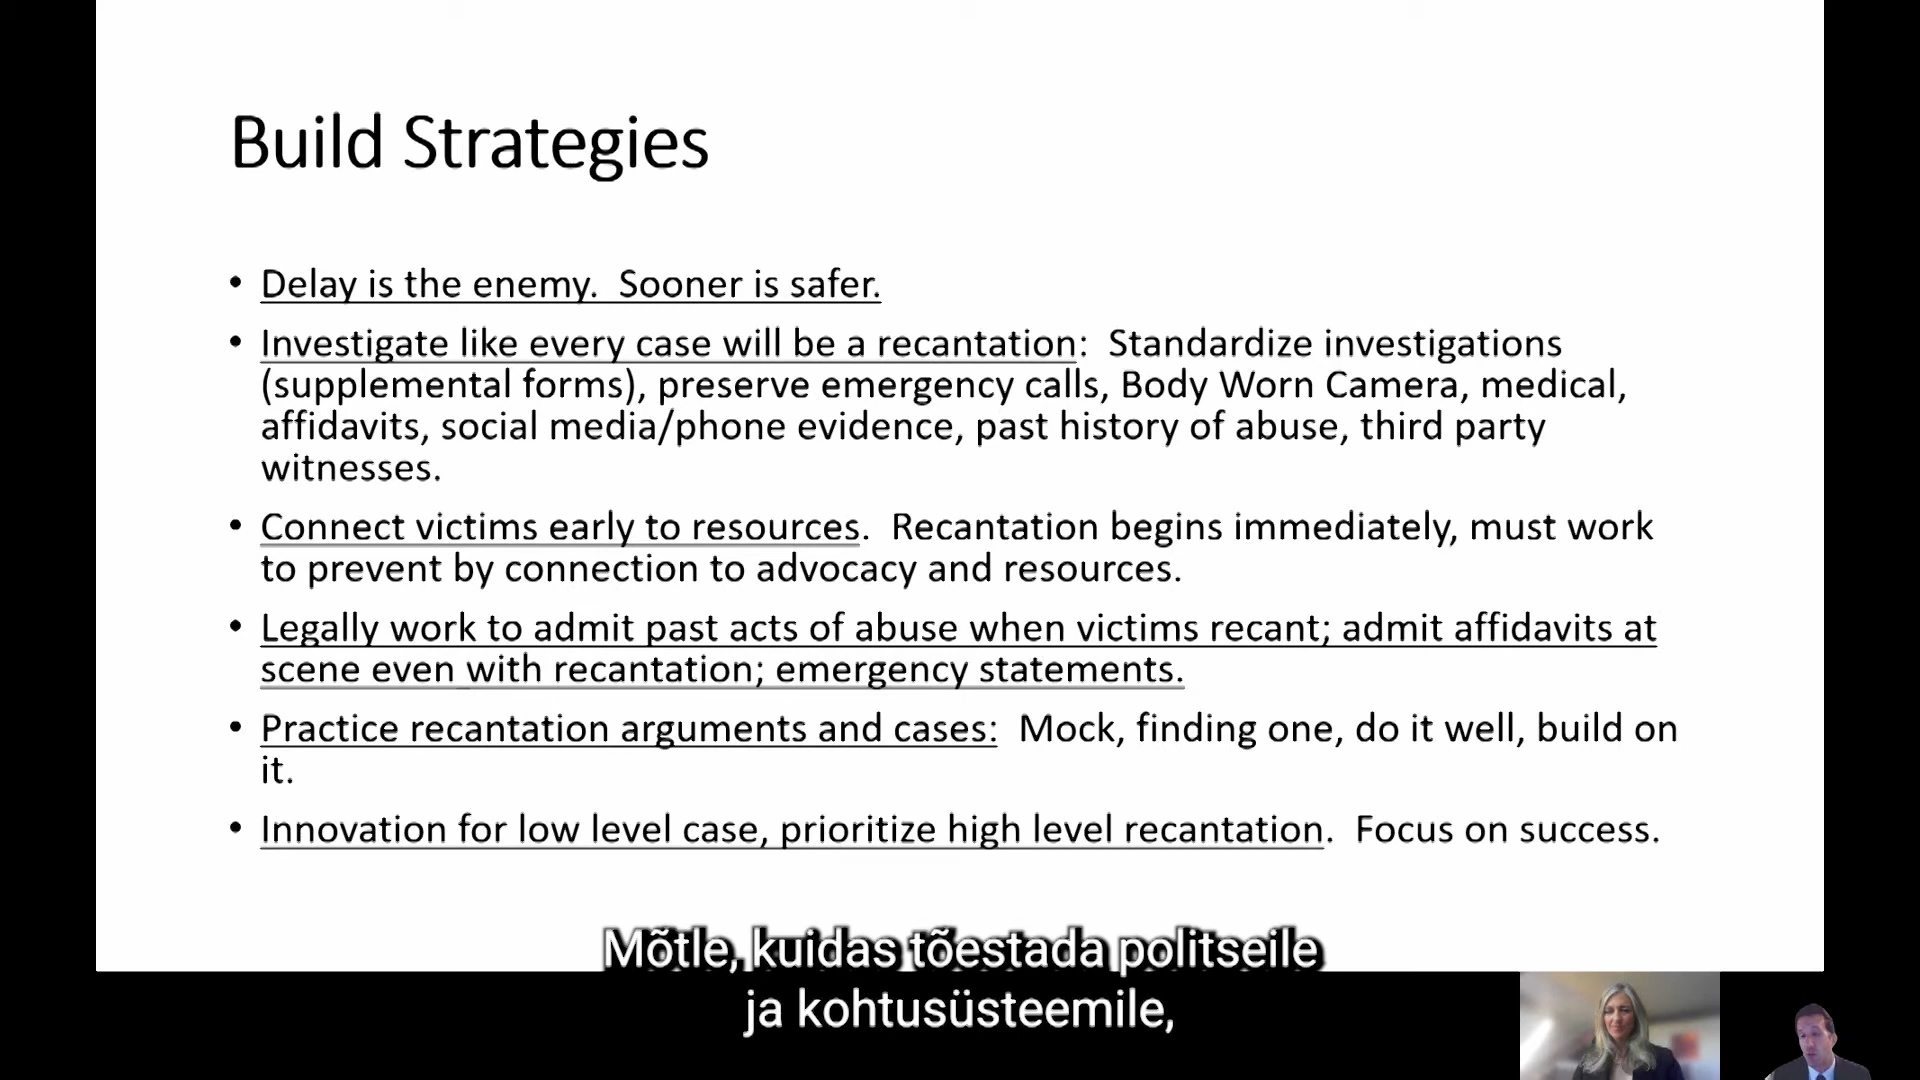 Build Strategies
• Delay is the enemy.  Sooner is safer.
• Investigate like every case will be a recantation:  Standardize investigations
(supplemental forms), preserve emergency calls, Body Worn Camera, medical,
affidavits, social media/phone evidence, past history of abuse, third party
witnesses.
• Connect victims early to resources.  Recantation begins immediately, must work
to prevent by connection to advocacy and resources.
• Legally work to admit past acts of abuse when victims recant; admit affidavits at
scene even with recantation; emergency statements.
• Practice recantation arguments and cases:  Mock, finding one, do it well, build on
it.
• Innovation for low level case, prioritize high level recantation.  Focus on success.
Mõtle, kuidas tõestada politseile
ja kohtusüsteemile,